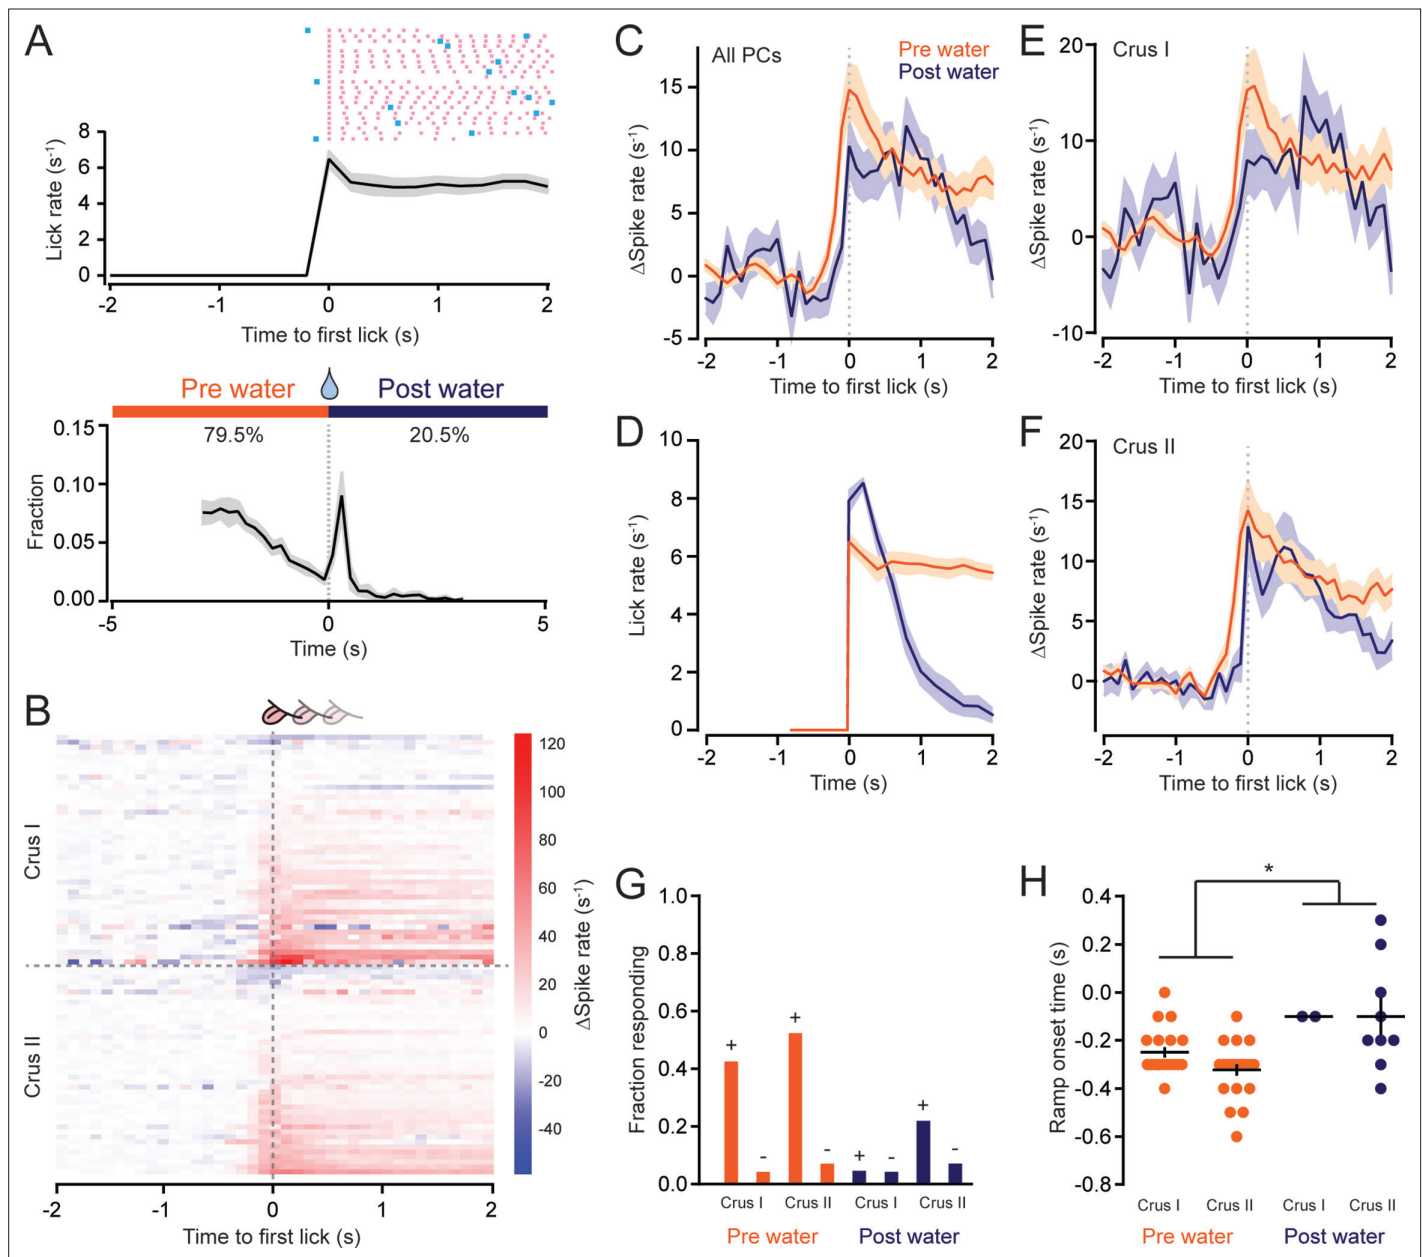 A
8
6
4
2
0
Lick rate (s⁻¹)
-2
-1
0
1
2
Time to first lick (s)
Pre water
Post water
79.5%
20.5%
0.15
0.10
0.05
0.00
Fraction
-5
0
5
Time (s)
B
Crus I
Crus II
120
100
80
60
40
20
0
-20
-40
ΔSpike rate (s⁻¹)
-2
-1
0
1
2
Time to first lick (s)
C
All PCs
Pre water
Post water
15
10
5
0
-5
ΔSpike rate (s⁻¹)
-2
-1
0
1
2
Time to first lick (s)
D
10
8
6
4
2
0
Lick rate (s⁻¹)
-2
-1
0
1
2
Time (s)
E
Crus I
20
10
0
-10
ΔSpike rate (s⁻¹)
-2
-1
0
1
2
Time to first lick (s)
F
Crus II
20
15
10
5
0
ΔSpike rate (s⁻¹)
-2
-1
0
1
2
Time to first lick (s)
G
1.0
0.8
0.6
0.4
0.2
0.0
Fraction responding
+
-
+
-
+
-
+
-
Crus I
Crus II
Crus I
Crus II
Pre water
Post water
H
*
0.4
0.2
0.0
-0.2
-0.4
-0.6
-0.8
Ramp onset time (s)
Crus I
Crus II
Crus I
Crus II
Pre water
Post water